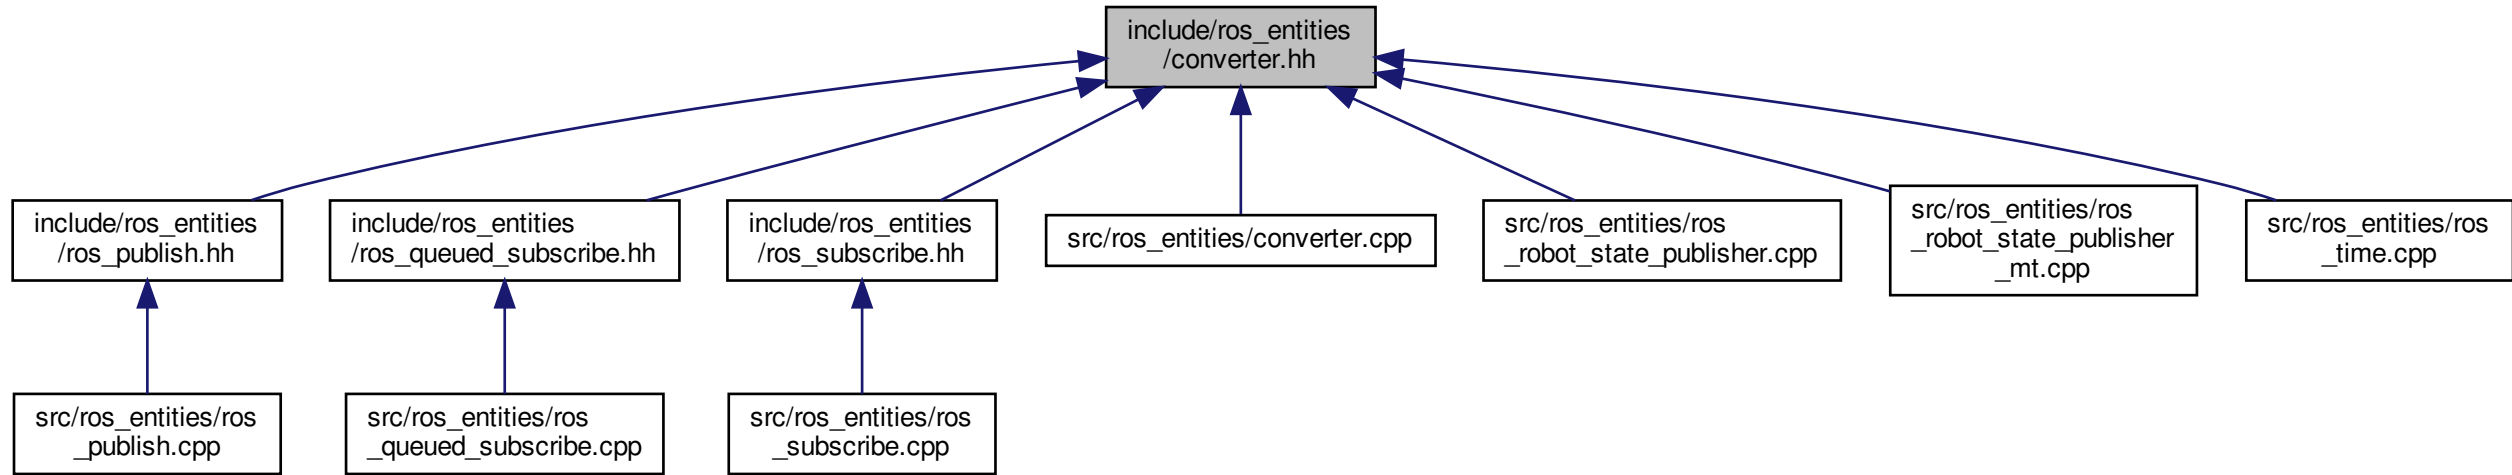 include/ros_entities
/converter.hh
include/ros_entities
/ros_publish.hh
include/ros_entities
/ros_queued_subscribe.hh
include/ros_entities
/ros_subscribe.hh
src/ros_entities/converter.cpp
src/ros_entities/ros
_robot_state_publisher.cpp
src/ros_entities/ros
_robot_state_publisher
_mt.cpp
src/ros_entities/ros
_time.cpp
src/ros_entities/ros
_publish.cpp
src/ros_entities/ros
_queued_subscribe.cpp
src/ros_entities/ros
_subscribe.cpp